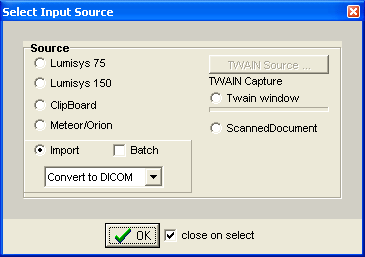 Select Input Source
Source
Lumisys 75
Lumisys 150
ClipBoard
Meteor/Orion
Import
Batch
Convert to DICOM
TWAIN Source ...
TWAIN Capture
Twain window
ScannedDocument
OK
close on select